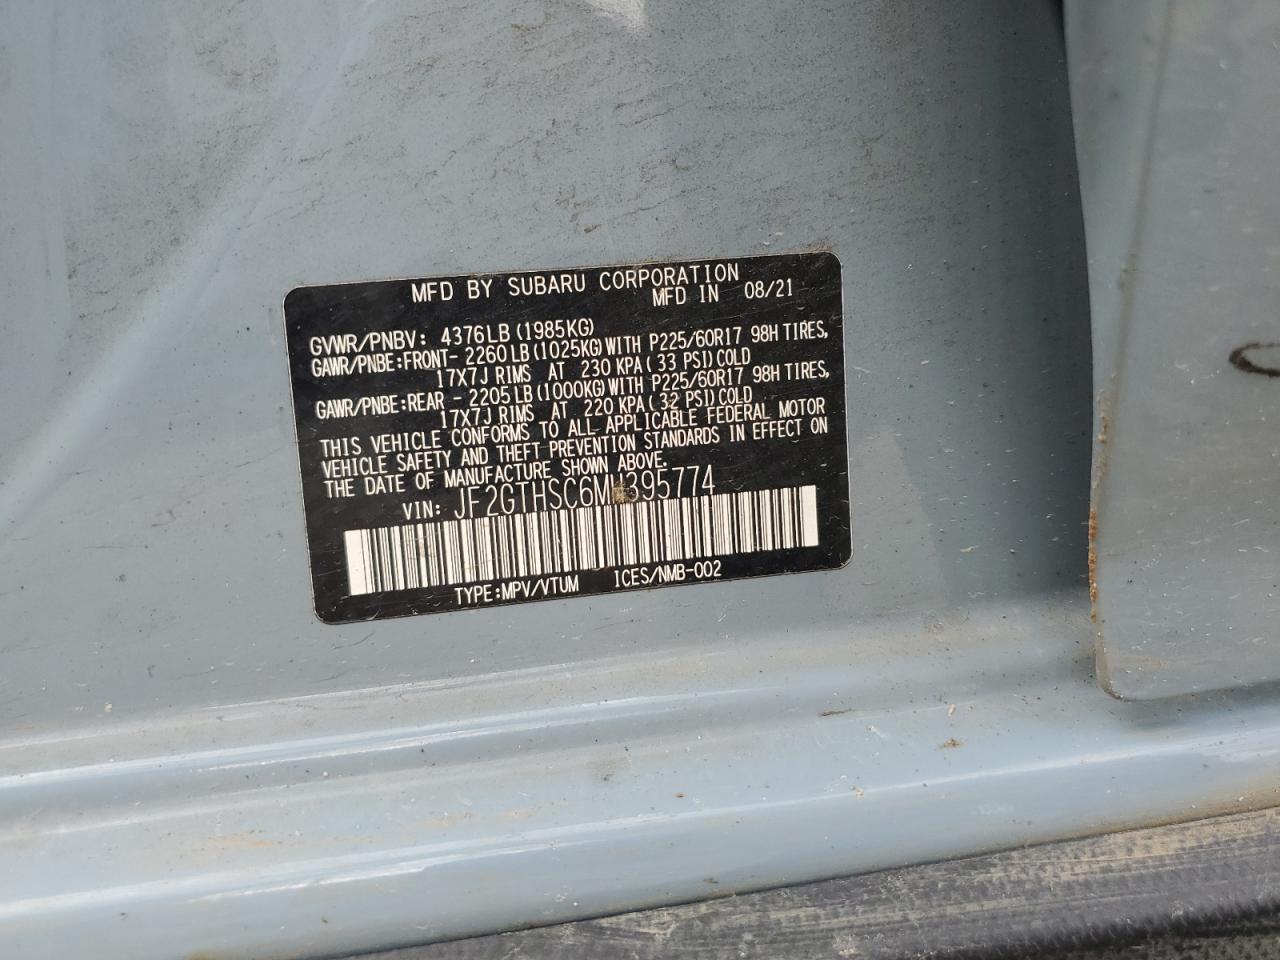 MFD BY SUBARU CORPORATION
MFD IN 08/21
GVWR/PNBV: 4376LB (1985KG)
GAWR/PNBE:FRONT- 2260LB (1025KG) WITH P225/60R17 98H TIRES,
17X7J RIMS AT 230 KPA ( 33 PSI) COLD
GAWR/PNBE:REAR - 2205LB (1000KG) WITH P225/60R17 98H TIRES,
17X7J RIMS AT 220 KPA ( 32 PSI) COLD
THIS VEHICLE CONFORMS TO ALL APPLICABLE FEDERAL MOTOR
VEHICLE SAFETY AND THEFT PREVENTION STANDARDS IN EFFECT ON
THE DATE OF MANUFACTURE SHOWN ABOVE.
VIN: JF2GTHSC6MH395774
TYPE:MPV/VTUM ICES/NMB-002